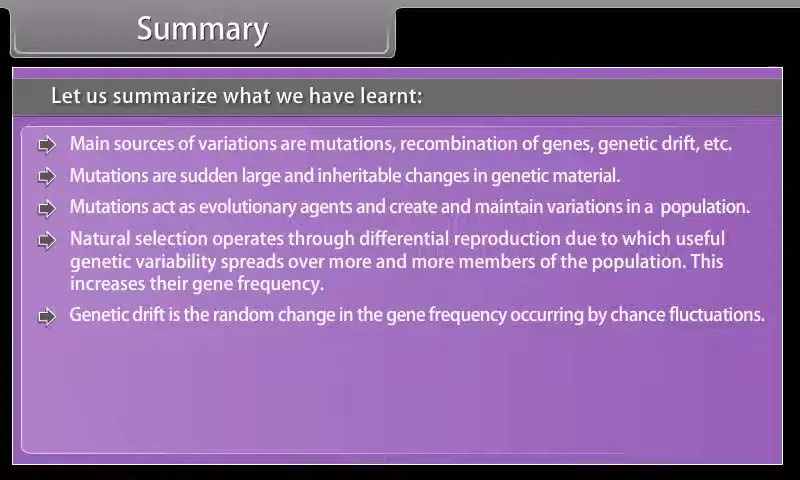 Summary
Let us summarize what we have learnt:
Main sources of variations are mutations, recombination of genes, genetic drift, etc.
Mutations are sudden large and inheritable changes in genetic material.
Mutations act as evolutionary agents and create and maintain variations in a population.
Natural selection operates through differential reproduction due to which useful
genetic variability spreads over more and more members of the population. This
increases their gene frequency.
Genetic drift is the random change in the gene frequency occurring by chance fluctuations.